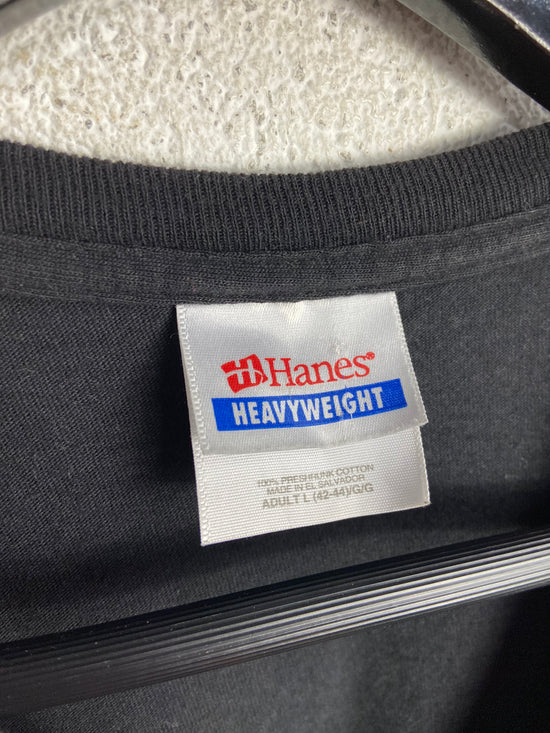 Hanes®
HEAVYWEIGHT
100% PRESHRUNK COTTON
MADE IN EL SALVADOR
ADULT L (42-44)/G/G